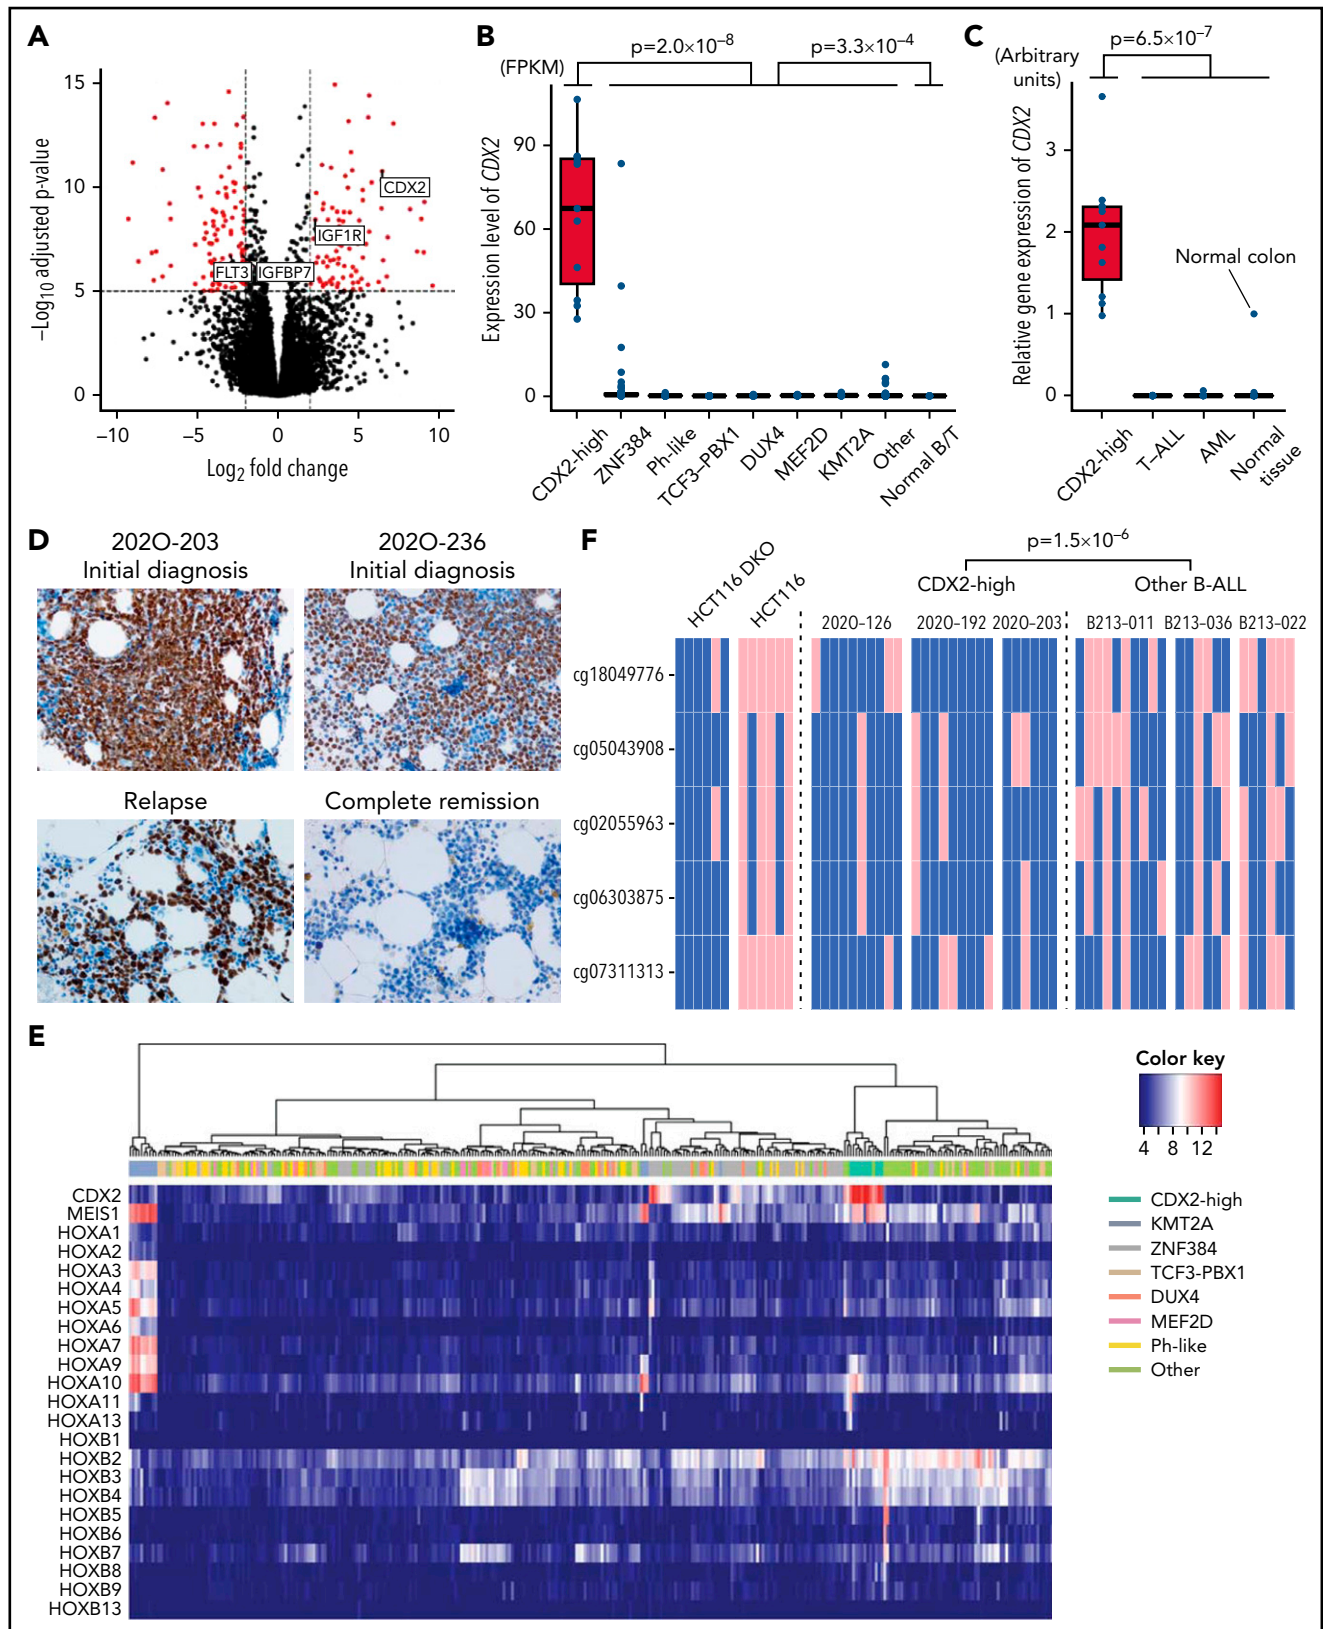 A
−Log10 adjusted p-value
15
10
5
0
CDX2
IGF1R
FLT3
IGFBP7
−10
−5
0
5
10
Log2 fold change
B
(FPKM)
p=2.0×10–8
p=3.3×10–4
Expression level of CDX2
90
60
30
0
CDX2-high
ZNF384
Ph-like
TCF3–PBX1
DUX4
MEF2D
KMT2A
Other
Normal B/T
C
(Arbitrary
units)
p=6.5×10–7
Relative gene expression of CDX2
3
2
1
0
Normal colon
CDX2-high
T–ALL
AML
Normal
tissue
D
202O-203
Initial diagnosis
202O-236
Initial diagnosis
Relapse
Complete remission
F
p=1.5×10–6
HCT116 DKO
HCT116
CDX2-high
Other B-ALL
2020–126
2020–192
2020–203
B213–011
B213–036
B213–022
cg18049776
cg05043908
cg02055963
cg06303875
cg07311313
E
CDX2
MEIS1
HOXA1
HOXA2
HOXA3
HOXA4
HOXA5
HOXA6
HOXA7
HOXA9
HOXA10
HOXA11
HOXA13
HOXB1
HOXB2
HOXB3
HOXB4
HOXB5
HOXB6
HOXB7
HOXB8
HOXB9
HOXB13
Color key
4 8 12
CDX2-high
KMT2A
ZNF384
TCF3-PBX1
DUX4
MEF2D
Ph-like
Other